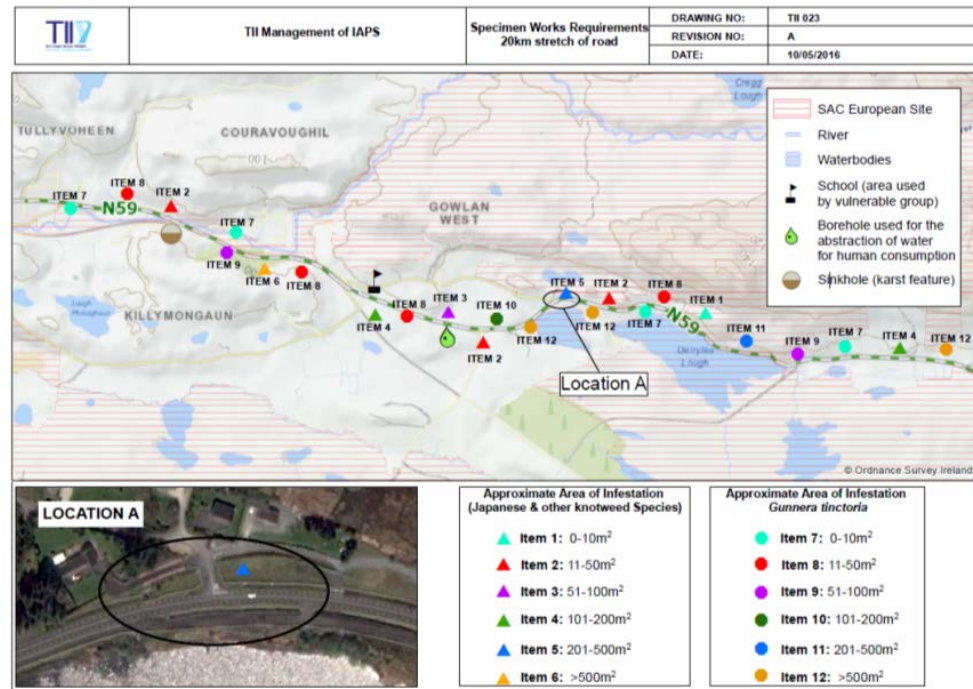 TII
TII Management of IAPS
Specimen Works Requirements
20km stretch of road
DRAWING NO: TII 023
REVISION NO: A
DATE: 10/05/2016
TULLYVOHEEN
COURAVOUGHIL
ITEM 7
ITEM 8
ITEM 2
N59
ITEM 7
ITEM 9
ITEM 6
ITEM 8
KILLYMONGAUN
GOWLAN
WEST
ITEM 4
ITEM 8
ITEM 3
ITEM 10
ITEM 2
ITEM 12
ITEM 5
ITEM 2
ITEM 12
ITEM 7
ITEM 8
ITEM 1
N59
ITEM 11
ITEM 9
ITEM 7
ITEM 4
ITEM 12
Derrylea
Lough
Cregg
Lough
Location A
SAC European Site
River
Waterbodies
School (area used
by vulnerable group)
Borehole used for the
abstraction of water
for human consumption
Sinkhole (karst feature)
© Ordnance Survey Ireland
LOCATION A
Approximate Area of Infestation
(Japanese & other knotweed Species)
Item 1: 0-10m²
Item 2: 11-50m²
Item 3: 51-100m²
Item 4: 101-200m²
Item 5: 201-500m²
Item 6: >500m²
Approximate Area of Infestation
Gunnera tinctoria
Item 7: 0-10m²
Item 8: 11-50m²
Item 9: 51-100m²
Item 10: 101-200m²
Item 11: 201-500m²
Item 12: >500m²